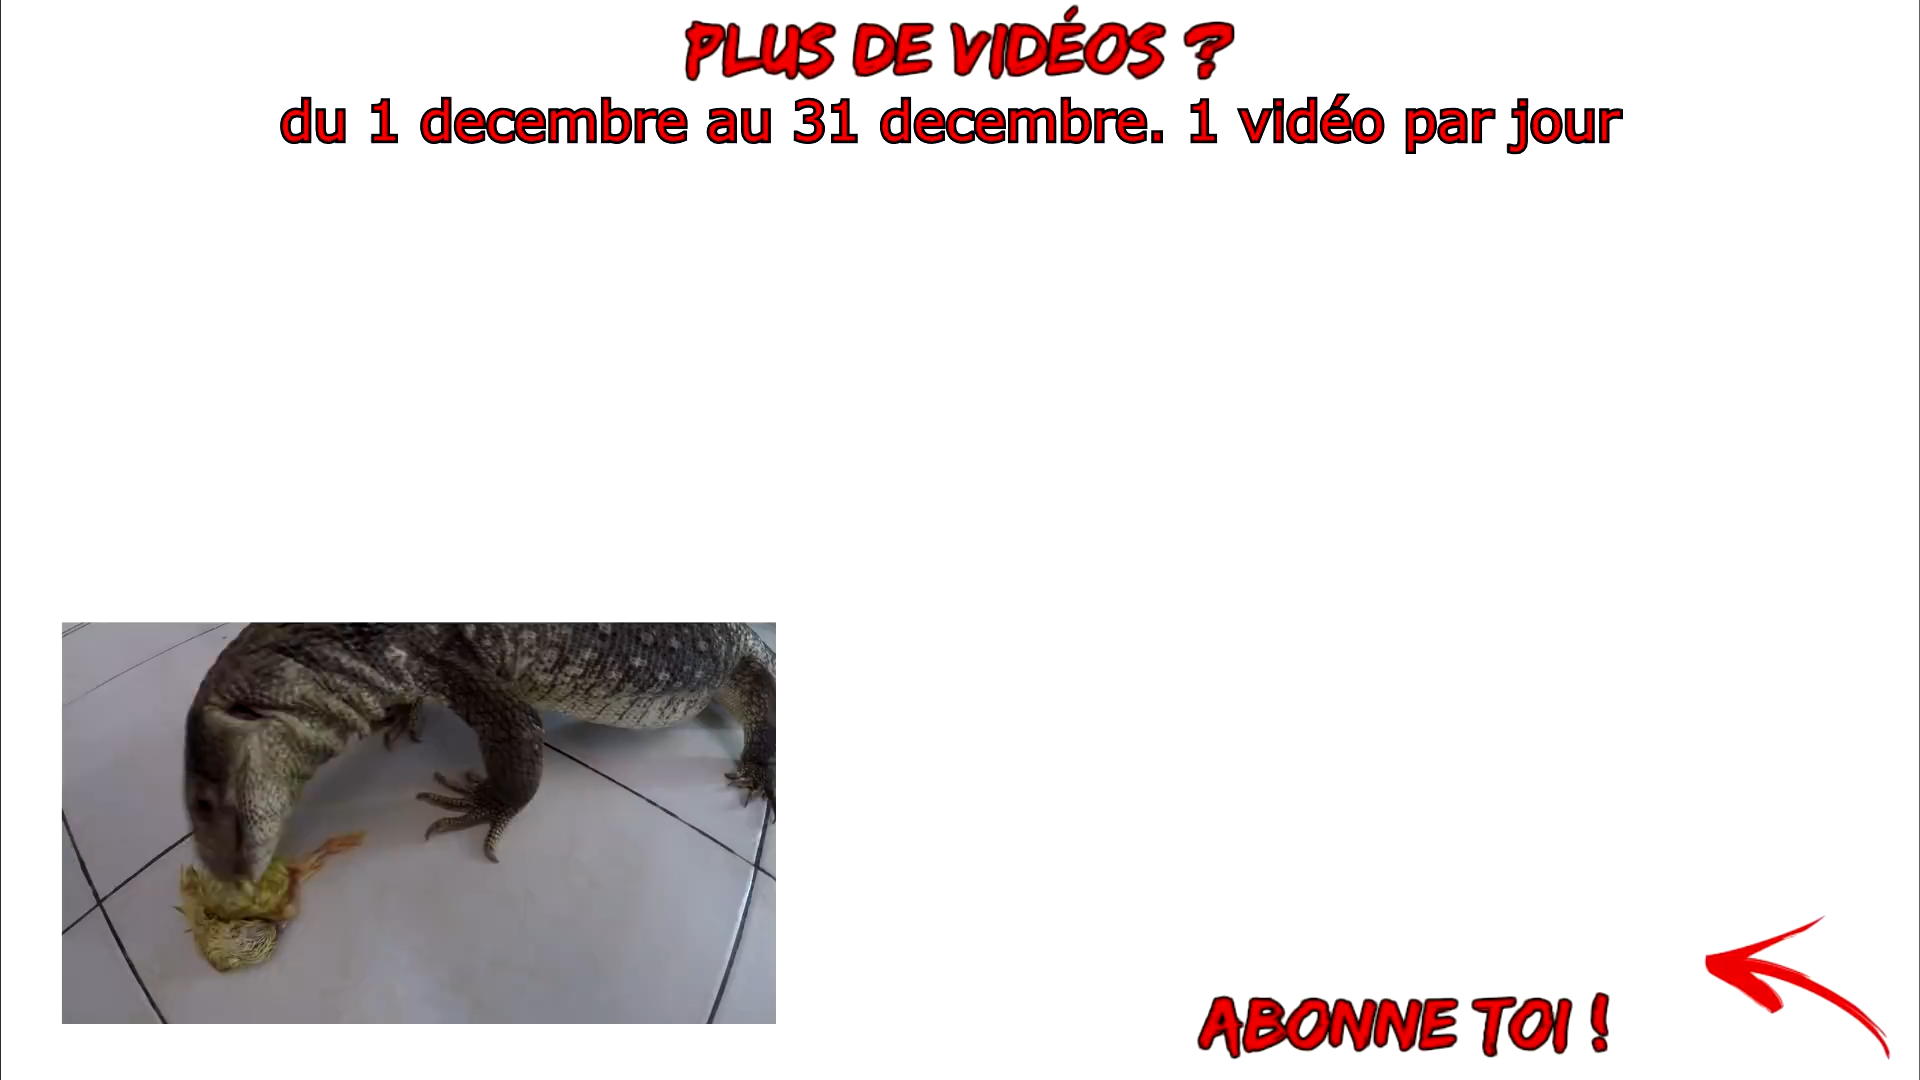 PLUS DE VIDÉOS ?
du 1 decembre au 31 decembre. 1 vidéo par jour
ABONNE TOI !